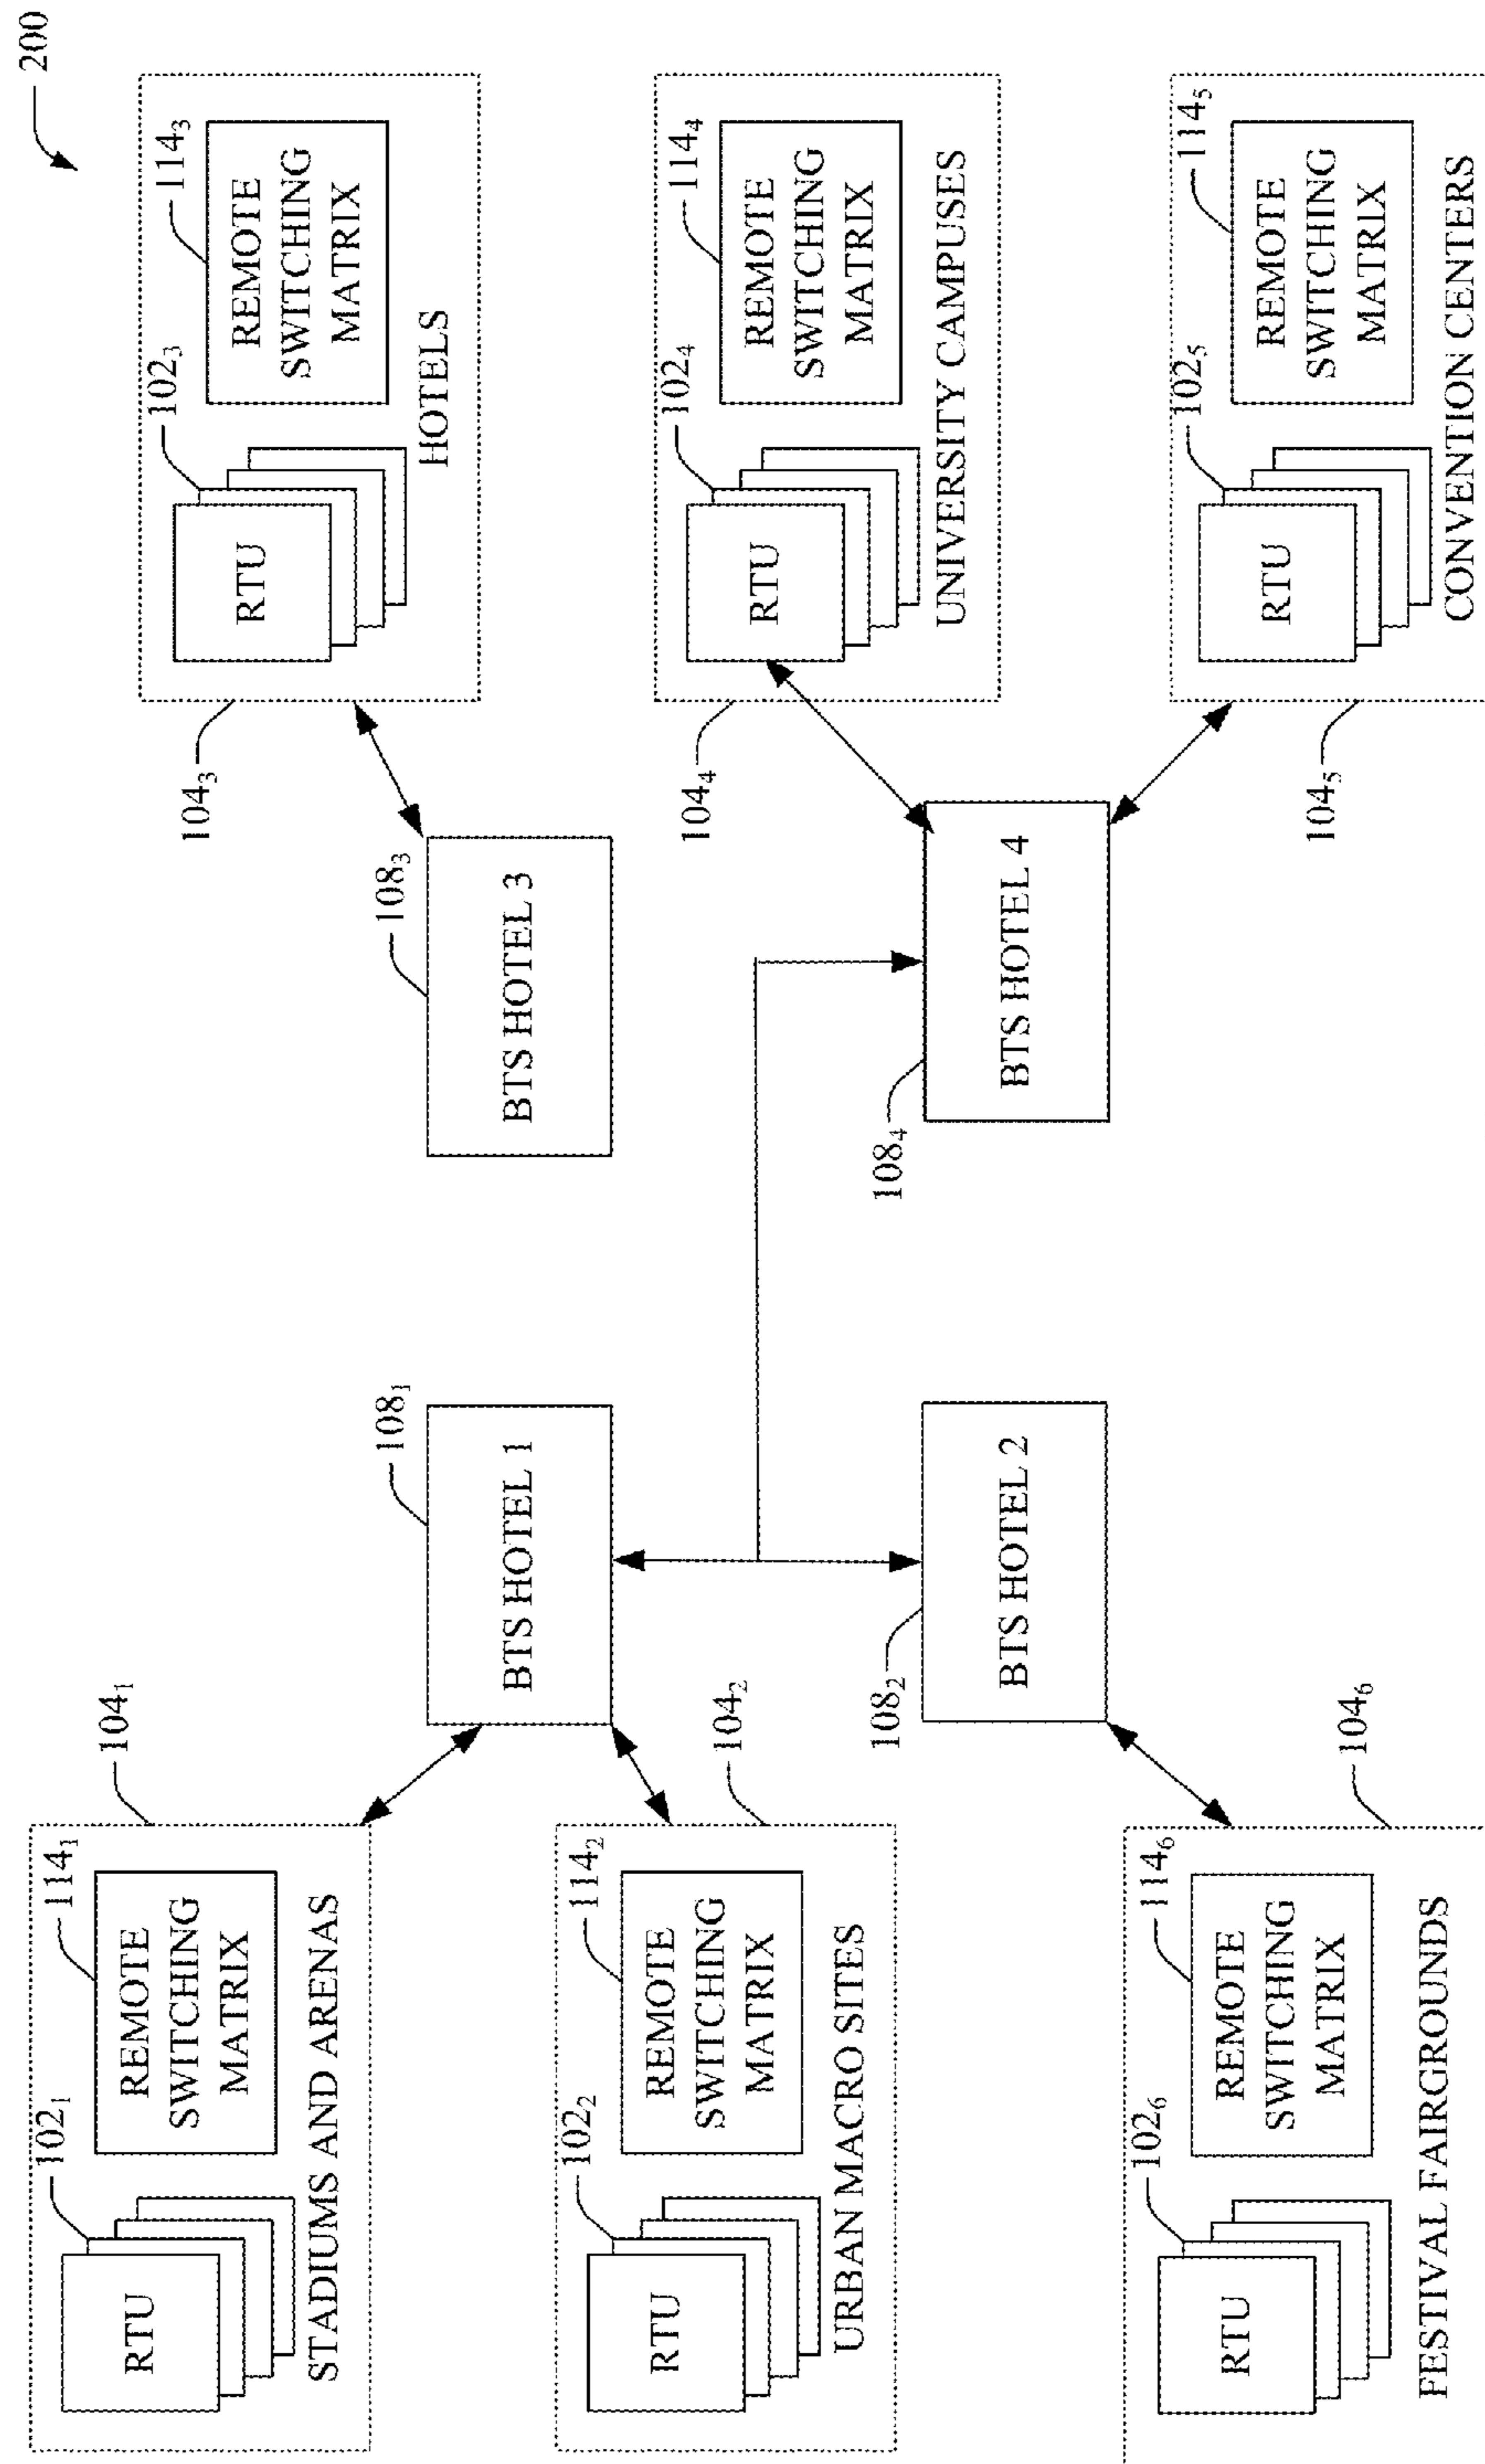 200
104₁
102₁
114₁
RTU
REMOTE
SWITCHING
MATRIX
STADIUMS AND ARENAS
104₂
102₂
114₂
RTU
REMOTE
SWITCHING
MATRIX
URBAN MACRO SITES
104₆
102₆
114₆
RTU
REMOTE
SWITCHING
MATRIX
FESTIVAL FAIRGROUNDS
108₁
BTS HOTEL 1
108₂
BTS HOTEL 2
108₃
BTS HOTEL 3
108₄
BTS HOTEL 4
104₃
102₃
114₃
RTU
REMOTE
SWITCHING
MATRIX
HOTELS
104₄
102₄
114₄
RTU
REMOTE
SWITCHING
MATRIX
UNIVERSITY CAMPUSES
104₅
102₅
114₅
RTU
REMOTE
SWITCHING
MATRIX
CONVENTION CENTERS